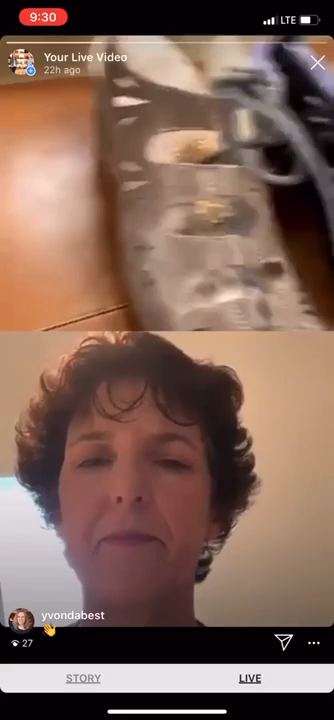 9:30
LTE
Your Live Video
22h ago
yvondabest
👋
27
STORY
LIVE